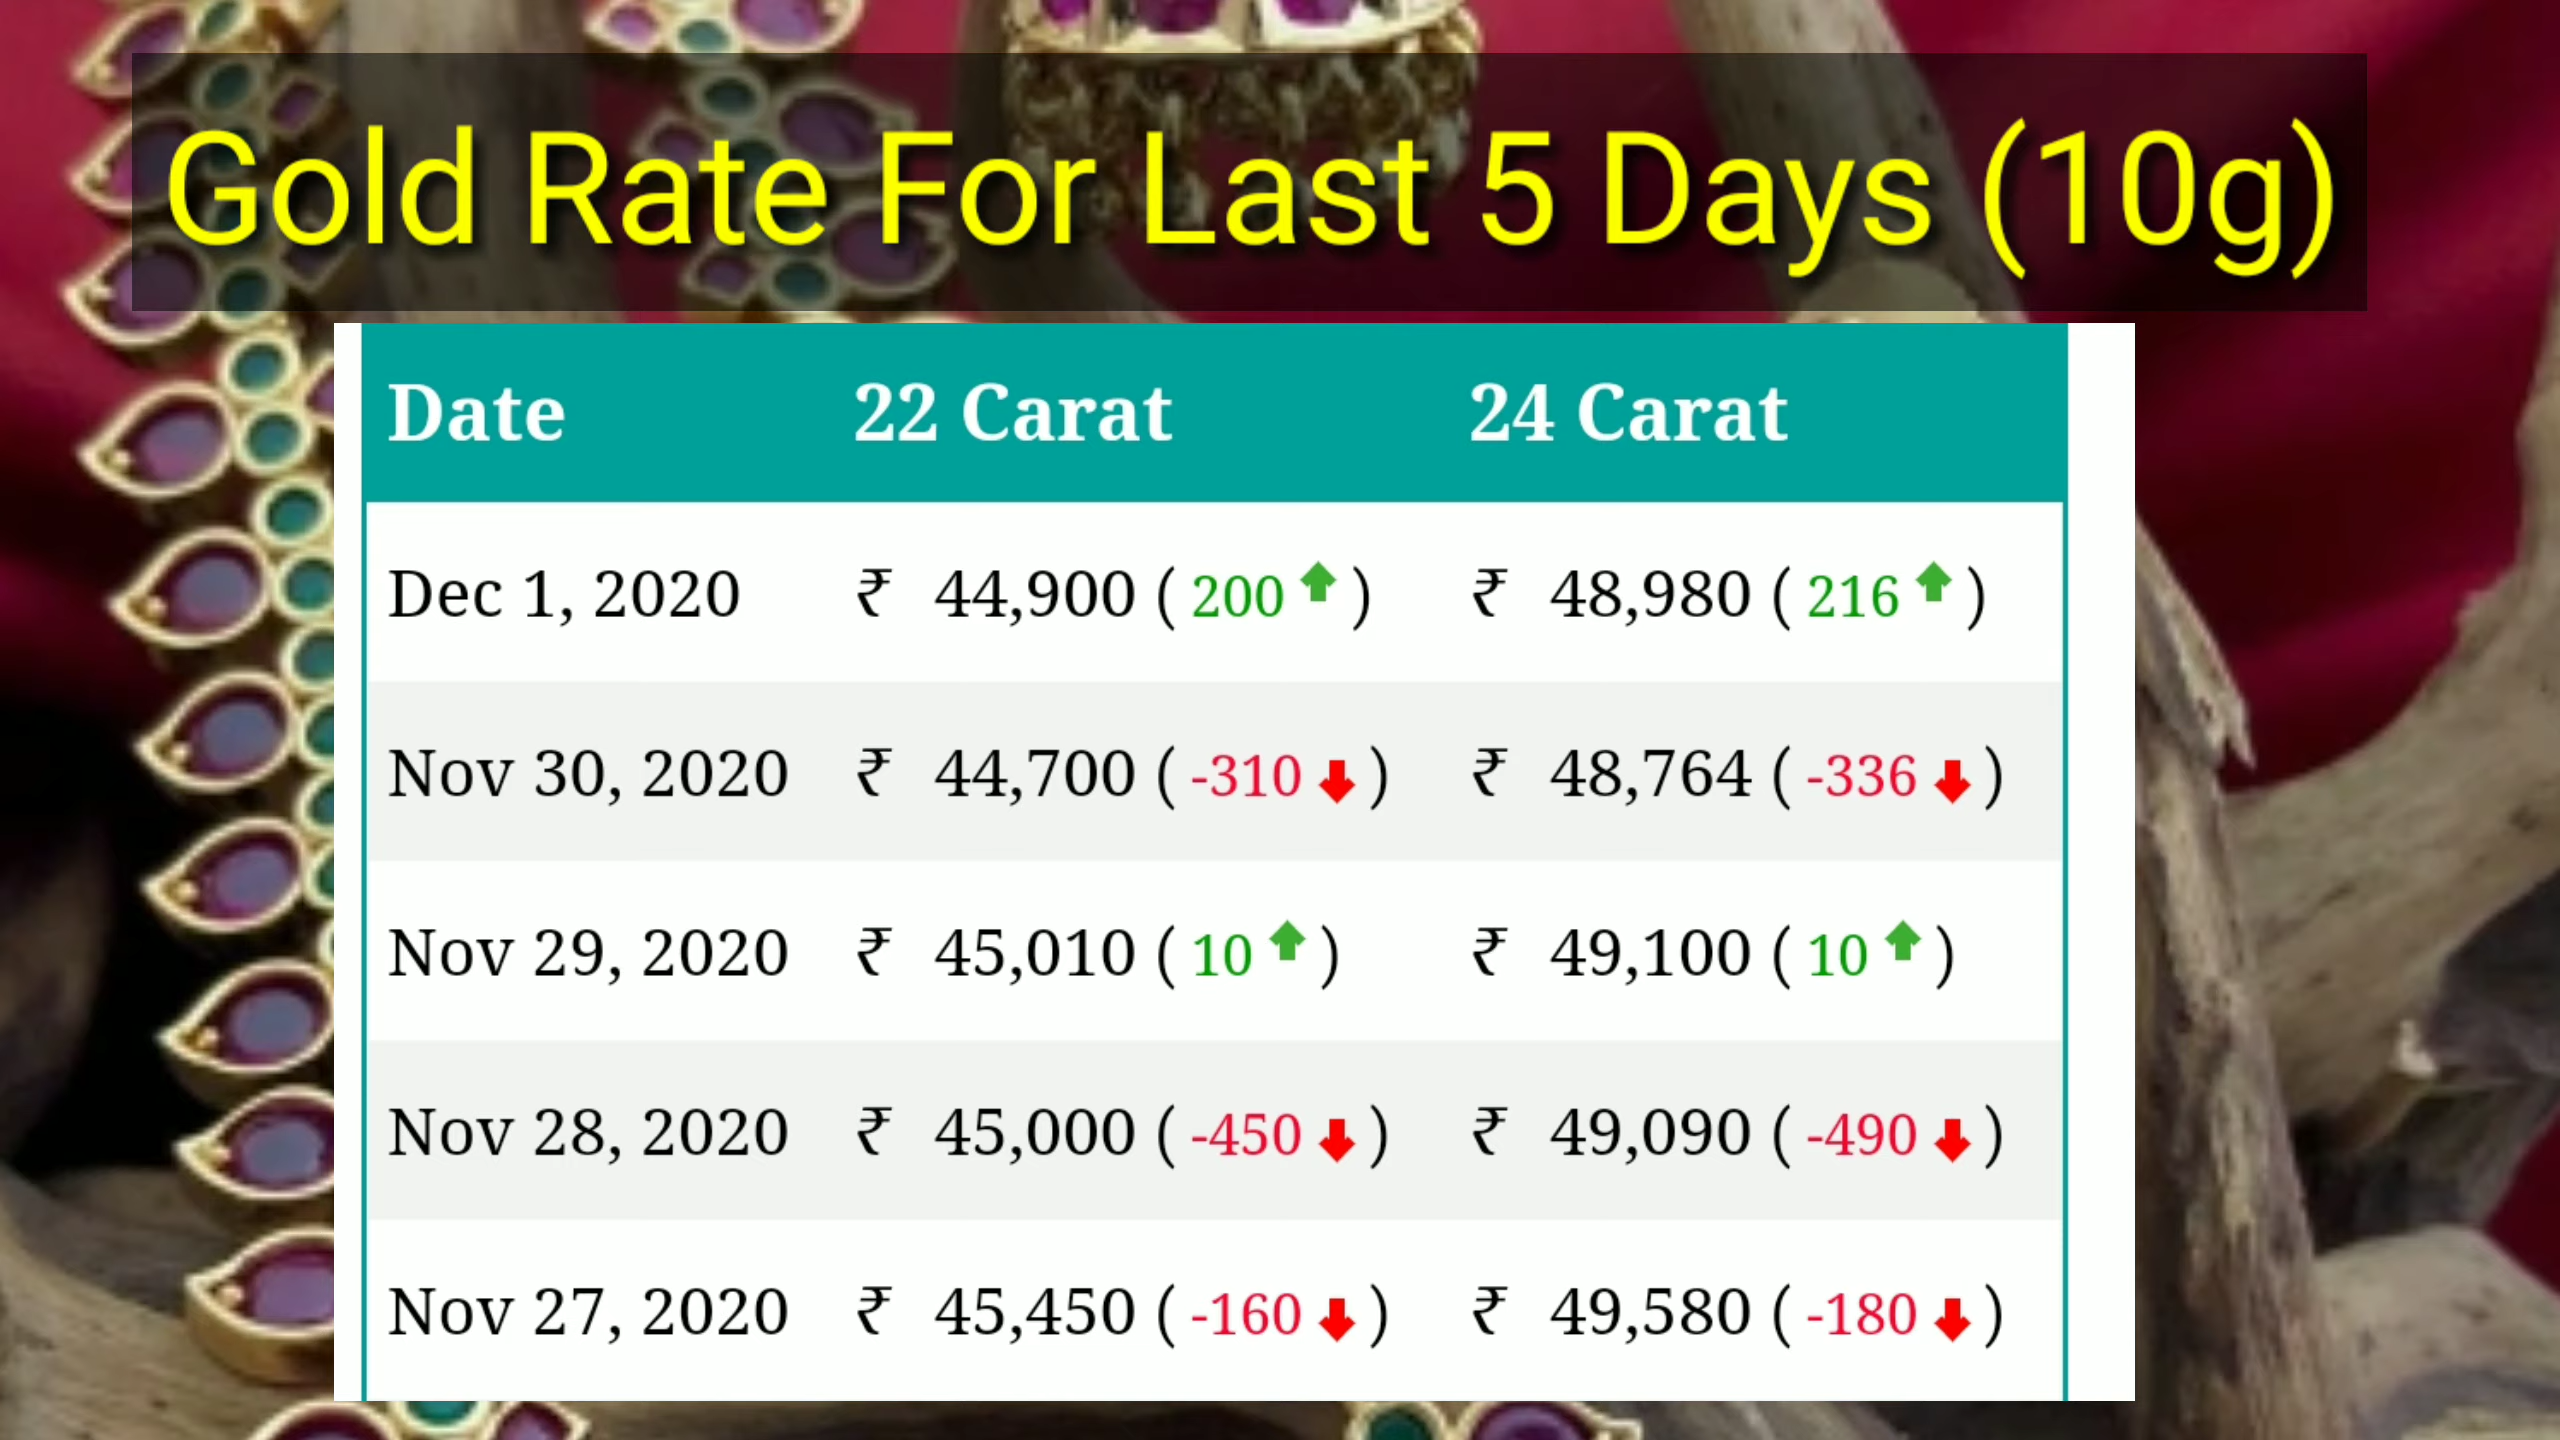 Gold Rate For Last 5 Days (10g)
Date 22 Carat 24 Carat
Dec 1, 2020 ₹ 44,900 ( 200 ⬆ ) ₹ 48,980 ( 216 ⬆ )
Nov 30, 2020 ₹ 44,700 ( -310 ⬇ ) ₹ 48,764 ( -336 ⬇ )
Nov 29, 2020 ₹ 45,010 ( 10 ⬆ ) ₹ 49,100 ( 10 ⬆ )
Nov 28, 2020 ₹ 45,000 ( -450 ⬇ ) ₹ 49,090 ( -490 ⬇ )
Nov 27, 2020 ₹ 45,450 ( -160 ⬇ ) ₹ 49,580 ( -180 ⬇ )